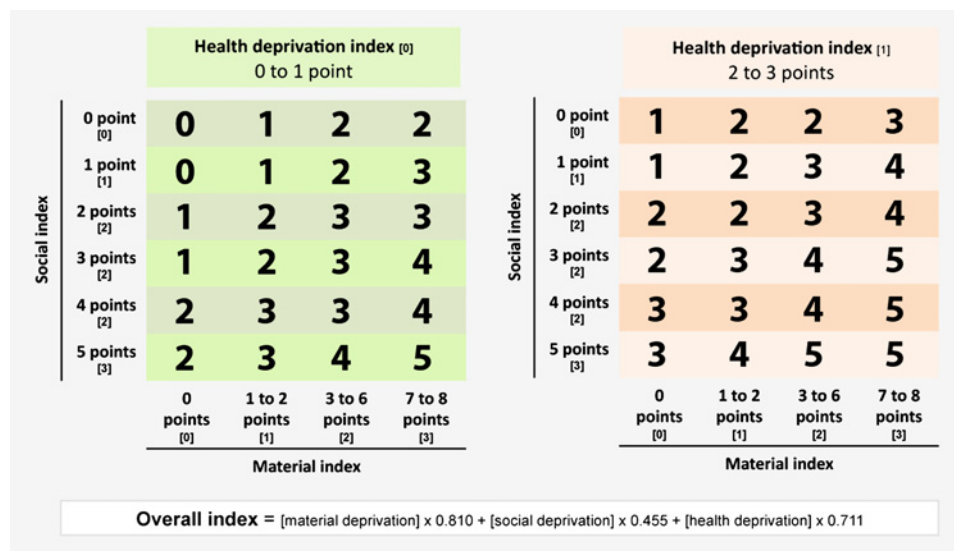 Health deprivation index [0]
0 to 1 point
Social index
0 point
[0]
0 1 2 2
1 point
[1]
0 1 2 3
2 points
[2]
1 2 3 3
3 points
[2]
1 2 3 4
4 points
[2]
2 3 3 4
5 points
[3]
2 3 4 5
0 1 to 2 3 to 6 7 to 8
points points points points
[0] [1] [2] [3]
Material index
Health deprivation index [1]
2 to 3 points
Social index
0 point
[0]
1 2 2 3
1 point
[1]
1 2 3 4
2 points
[2]
2 2 3 4
3 points
[2]
2 3 4 5
4 points
[2]
3 3 4 5
5 points
[3]
3 4 5 5
0 1 to 2 3 to 6 7 to 8
points points points points
[0] [1] [2] [3]
Material index
Overall index = [material deprivation] x 0.810 + [social deprivation] x 0.455 + [health deprivation] x 0.711